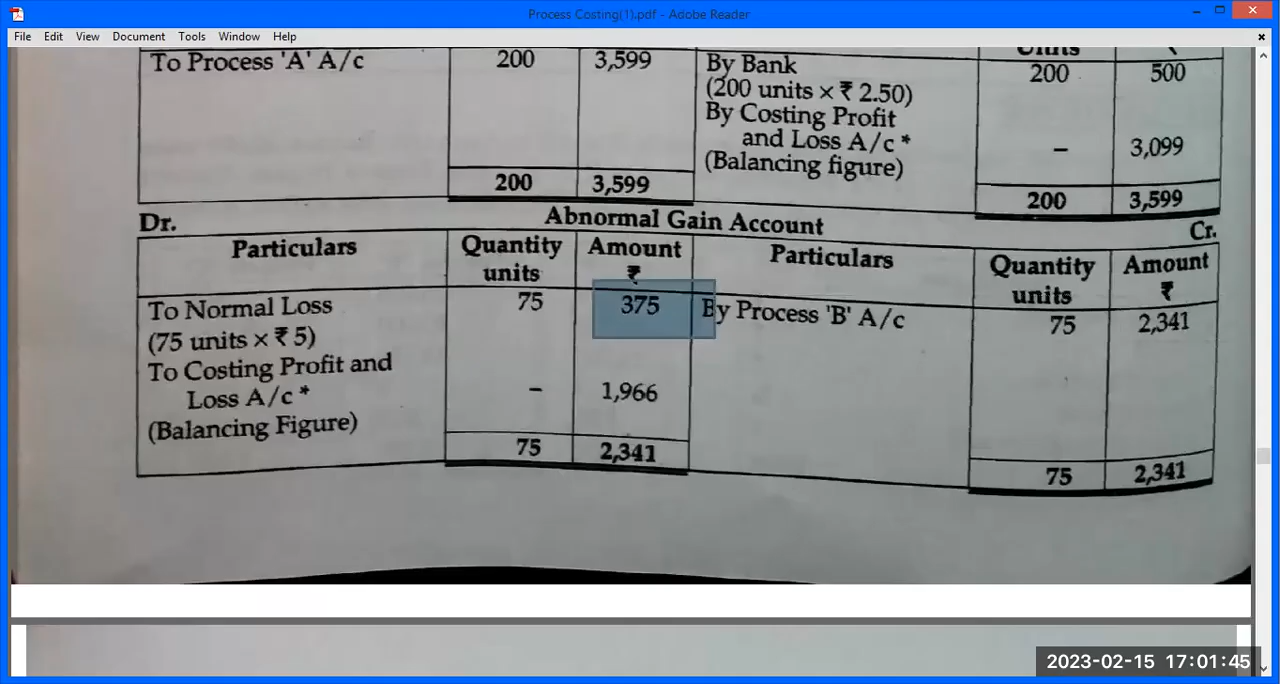 Process Costing(1).pdf - Adobe Reader
File Edit View Document Tools Window Help
Units ₹
To Process 'A' A/c 200 3,599 By Bank 200 500
(200 units × ₹ 2.50)
By Costing Profit
and Loss A/c * – 3,099
(Balancing figure)
200 3,599 200 3,599
Dr. Abnormal Gain Account Cr.
Particulars Quantity units Amount ₹ Particulars Quantity units Amount ₹
To Normal Loss 75 375 By Process 'B' A/c 75 2,341
(75 units × ₹ 5)
To Costing Profit and
Loss A/c * – 1,966
(Balancing Figure)
75 2,341 75 2,341
2023-02-15 17:01:45